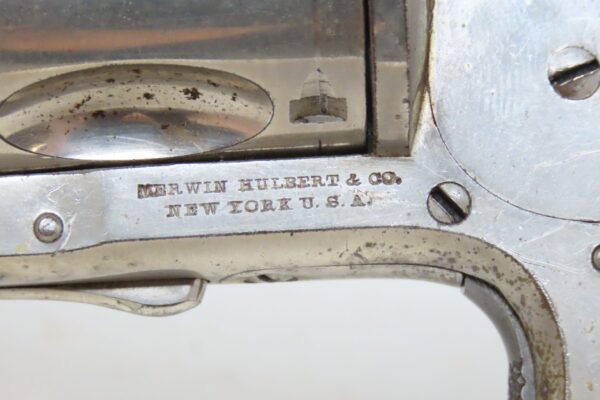 MERWIN HULBERT & CO.
NEW YORK U.S.A.